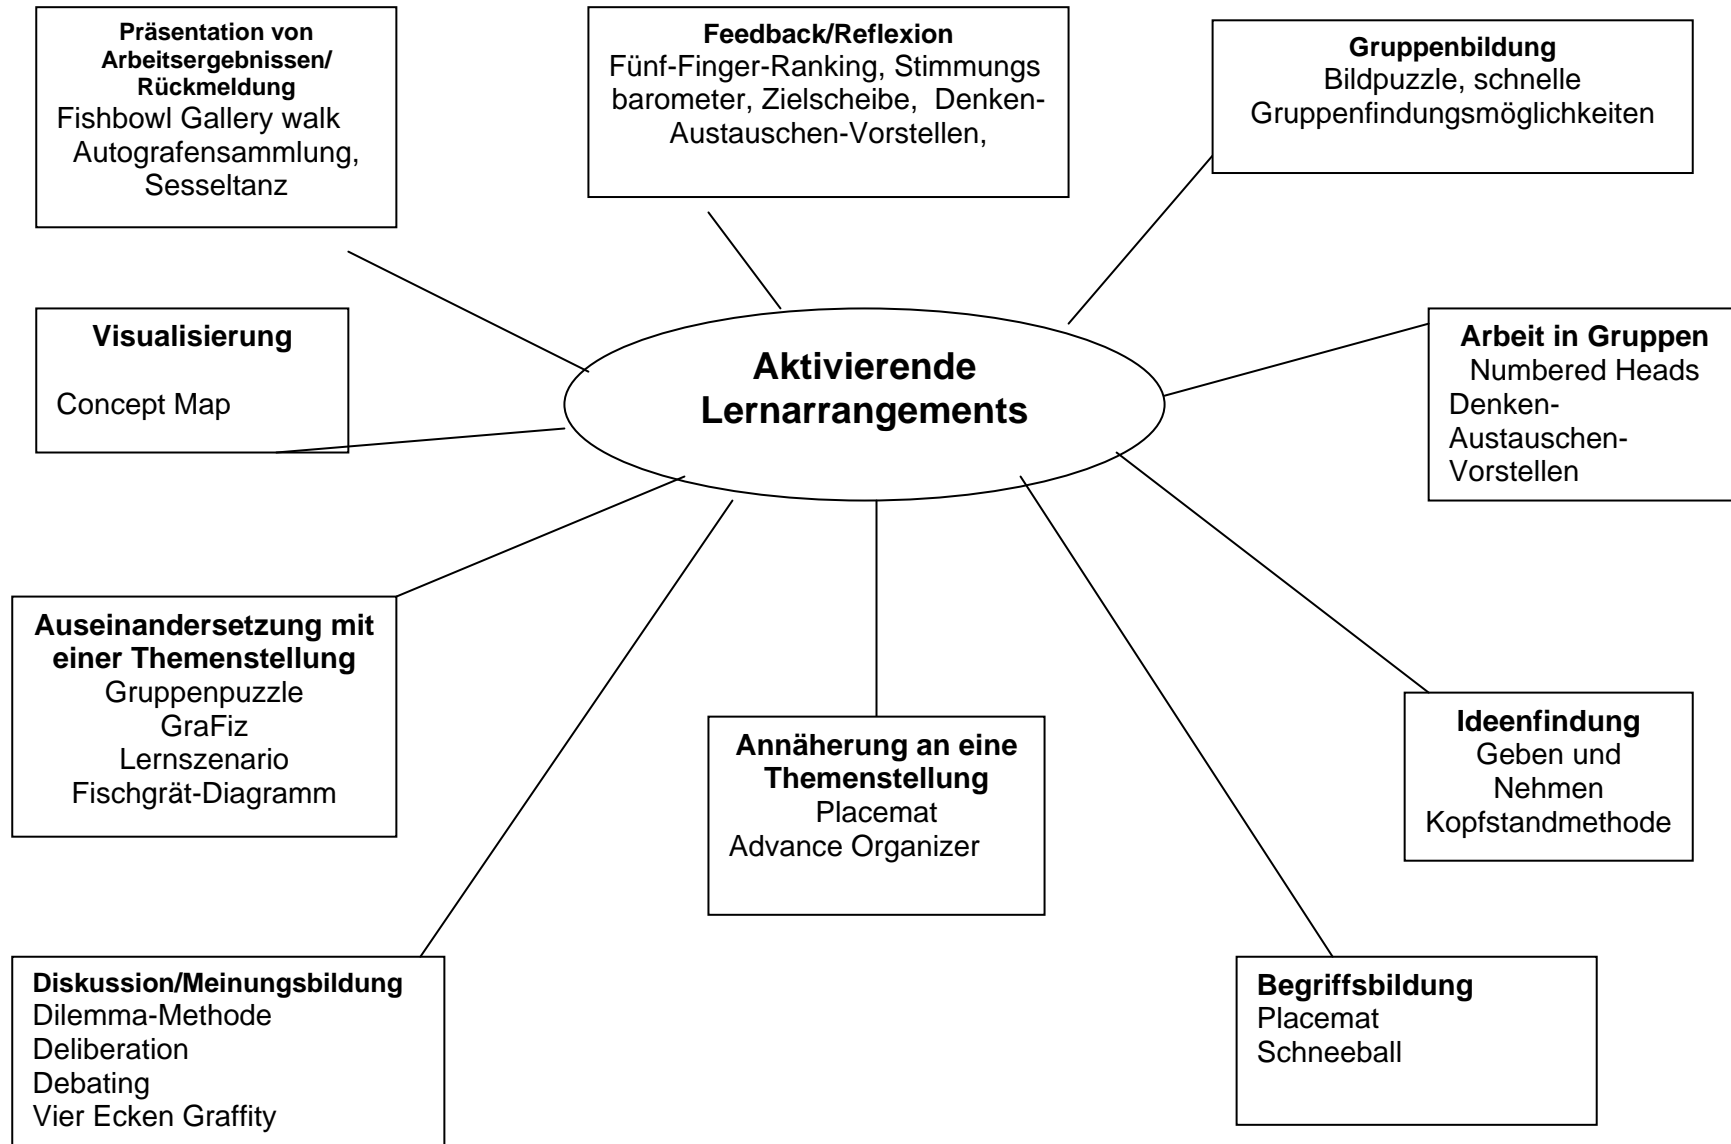 Präsentation von
Arbeitsergebnissen/
Rückmeldung
Fishbowl Gallery walk
Autografensammlung,
Sesseltanz
Feedback/Reflexion
Fünf-Finger-Ranking, Stimmungs
barometer, Zielscheibe, Denken-
Austauschen-Vorstellen,
Gruppenbildung
Bildpuzzle, schnelle
Gruppenfindungsmöglichkeiten
Visualisierung
Concept Map
Aktivierende
Lernarrangements
Arbeit in Gruppen
Numbered Heads
Denken-
Austauschen-
Vorstellen
Auseinandersetzung mit
einer Themenstellung
Gruppenpuzzle
GraFiz
Lernszenario
Fischgrät-Diagramm
Annäherung an eine
Themenstellung
Placemat
Advance Organizer
Ideenfindung
Geben und
Nehmen
Kopfstandmethode
Diskussion/Meinungsbildung
Dilemma-Methode
Deliberation
Debating
Vier Ecken Graffity
Begriffsbildung
Placemat
Schneeball